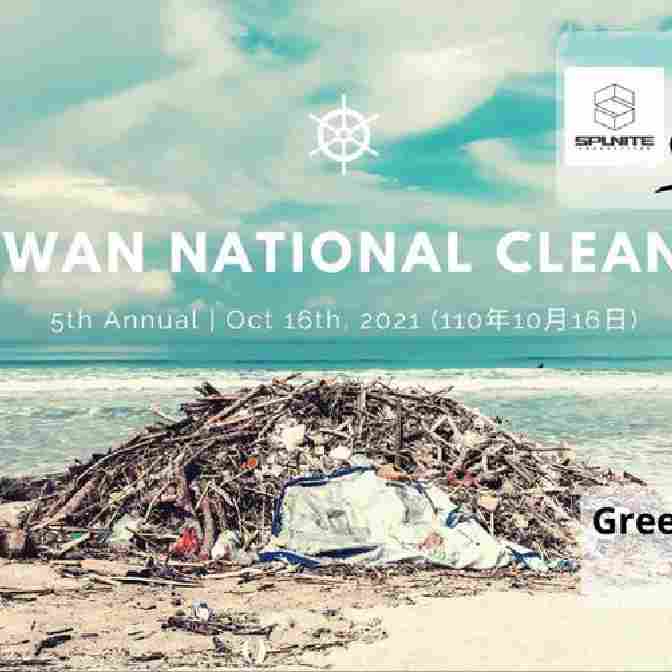 SPUNITE
WAN NATIONAL CLEAN
5th Annual | Oct 16th, 2021 (110年10月16日)
Gree